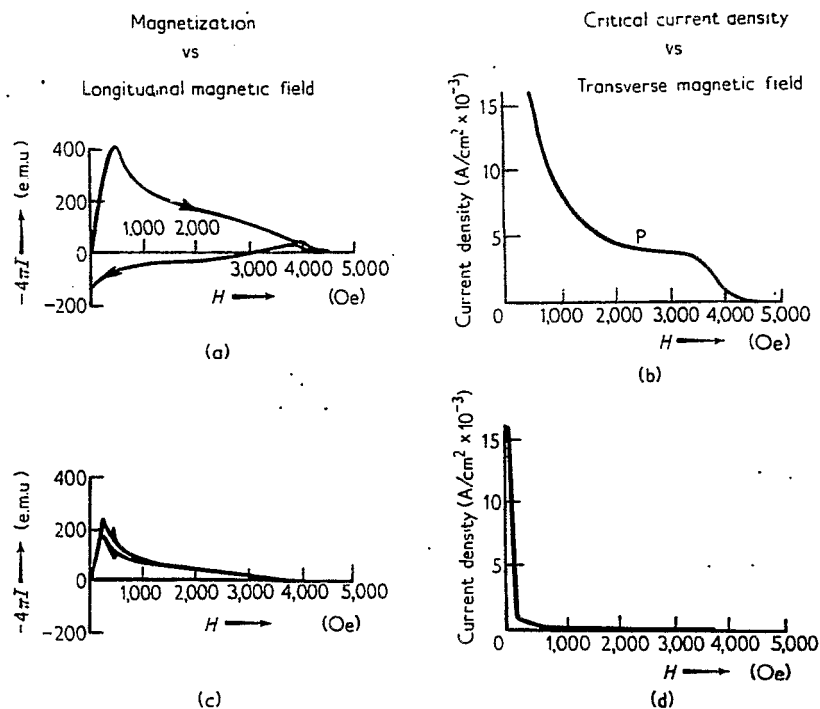 Magnetization
vs
Longitudinal magnetic field
400
200
0
-200
-4πI → (e.m.u)
1,000 2,000
3,000 4,000 5,000
H → (Oe)
(a)
Critical current density
vs
Transverse magnetic field
15
10
5
0
Current density (A/cm² × 10⁻³)
P
1,000 2,000 3,000 4,000 5,000
H → (Oe)
(b)
400
200
0
-200
-4πI → (e.m.u)
1,000 2,000 3,000 4,000 5,000
H → (Oe)
(c)
15
10
5
0
Current density (A/cm² × 10⁻³)
1,000 2,000 3,000 4,000 5,000
H → (Oe)
(d)